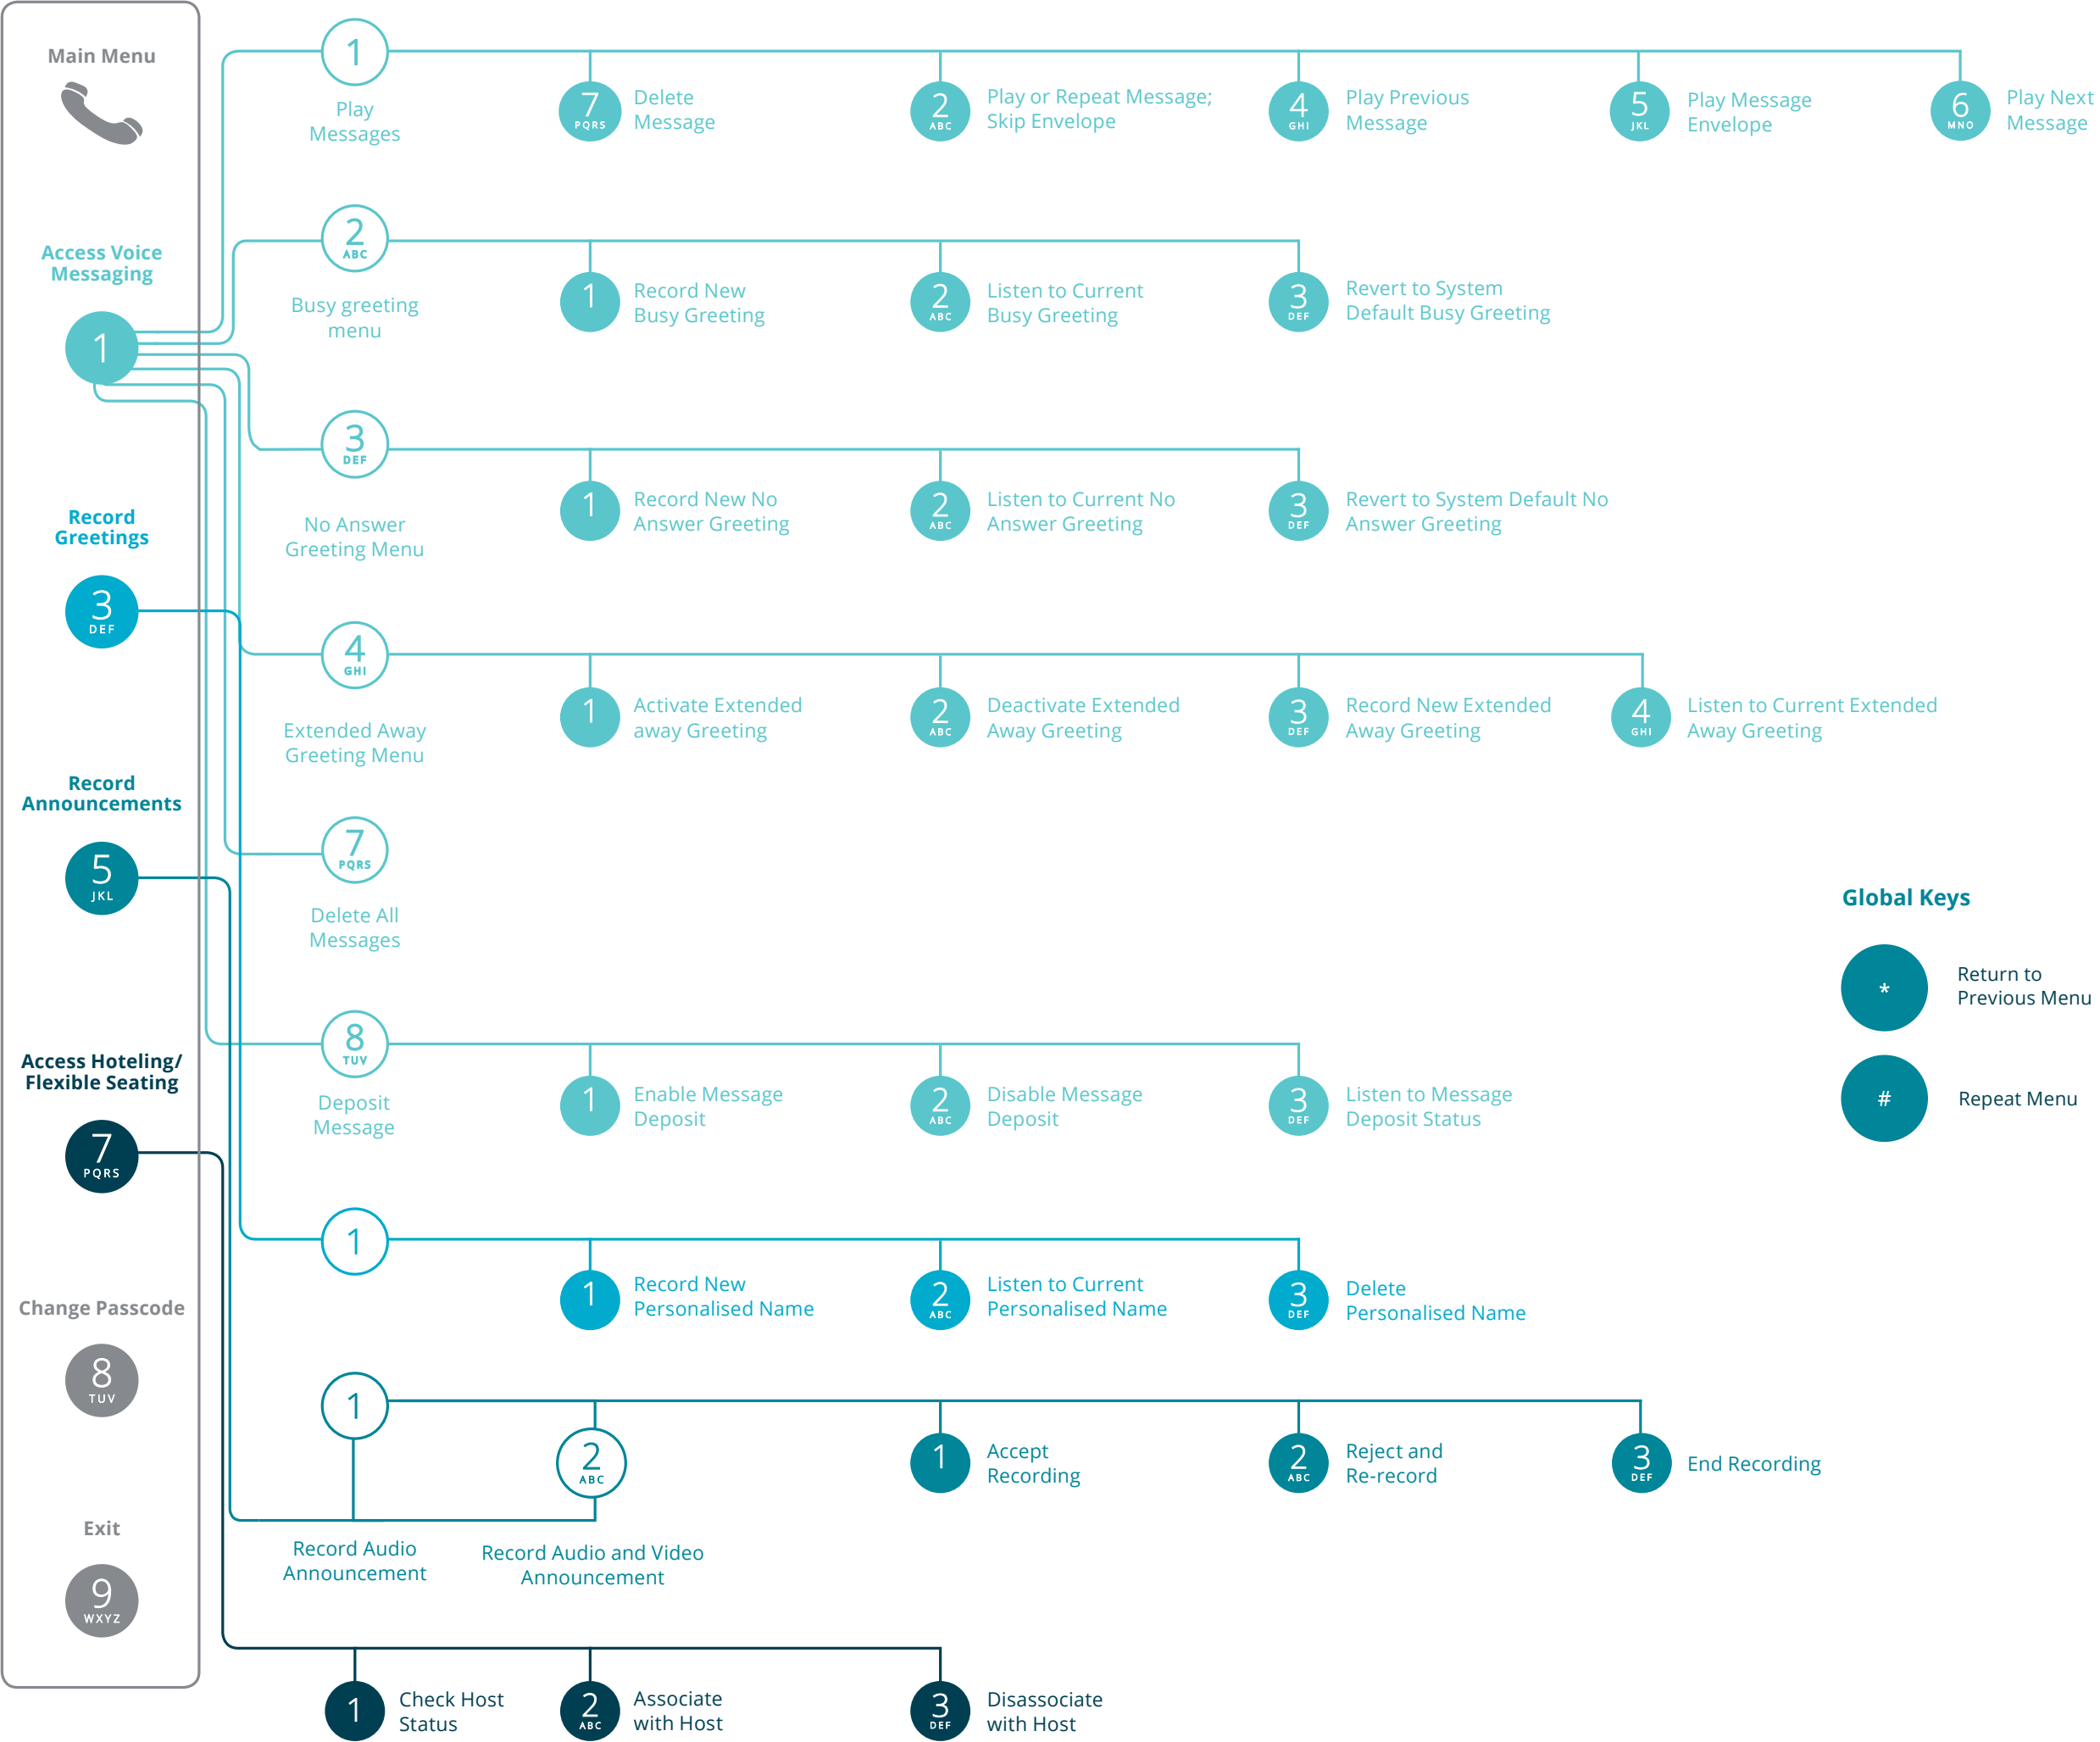 Main Menu
Access Voice
Messaging
1
Record
Greetings
3
DEF
Record
Announcements
5
JKL
Access Hoteling/
Flexible Seating
7
PQRS
Change Passcode
8
TUV
Exit
9
WXYZ
1
Play
Messages
7
PQRS
Delete
Message
2
ABC
Play or Repeat Message;
Skip Envelope
4
GHI
Play Previous
Message
5
JKL
Play Message
Envelope
6
MNO
Play Next
Message
2
ABC
Busy greeting
menu
1
Record New
Busy Greeting
2
ABC
Listen to Current
Busy Greeting
3
DEF
Revert to System
Default Busy Greeting
3
DEF
No Answer
Greeting Menu
1
Record New No
Answer Greeting
2
ABC
Listen to Current No
Answer Greeting
3
DEF
Revert to System Default No
Answer Greeting
4
GHI
Extended Away
Greeting Menu
1
Activate Extended
away Greeting
2
ABC
Deactivate Extended
Away Greeting
3
DEF
Record New Extended
Away Greeting
4
GHI
Listen to Current Extended
Away Greeting
7
PQRS
Delete All
Messages
8
TUV
Deposit
Message
1
Enable Message
Deposit
2
ABC
Disable Message
Deposit
3
DEF
Listen to Message
Deposit Status
1
1
Record New
Personalised Name
2
ABC
Listen to Current
Personalised Name
3
DEF
Delete
Personalised Name
1
Record Audio
Announcement
2
ABC
Record Audio and Video
Announcement
1
Accept
Recording
2
ABC
Reject and
Re-record
3
DEF
End Recording
1
Check Host
Status
2
ABC
Associate
with Host
3
DEF
Disassociate
with Host
Global Keys
*
Return to
Previous Menu
#
Repeat Menu